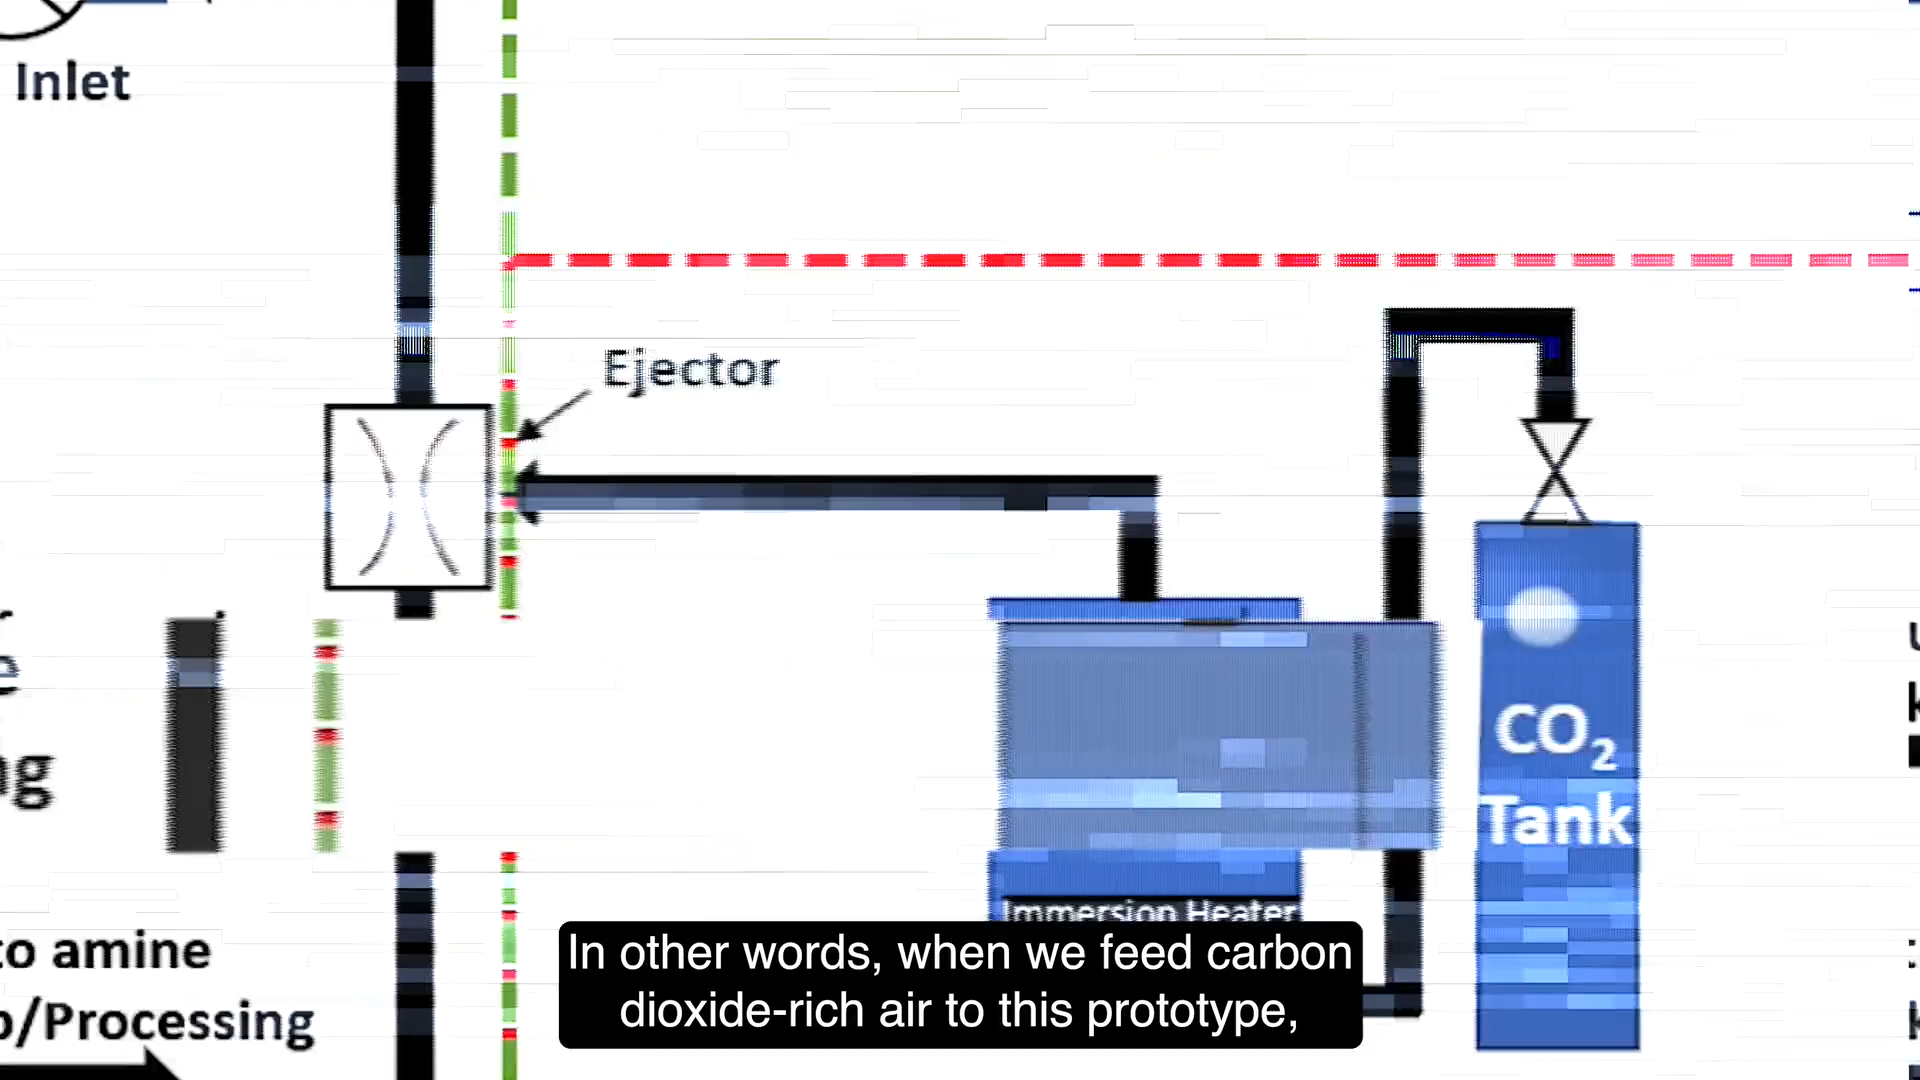 Inlet
Ejector
CO₂
Tank
Immersion Heater
to amine
/Processing
In other words, when we feed carbon
dioxide-rich air to this prototype,